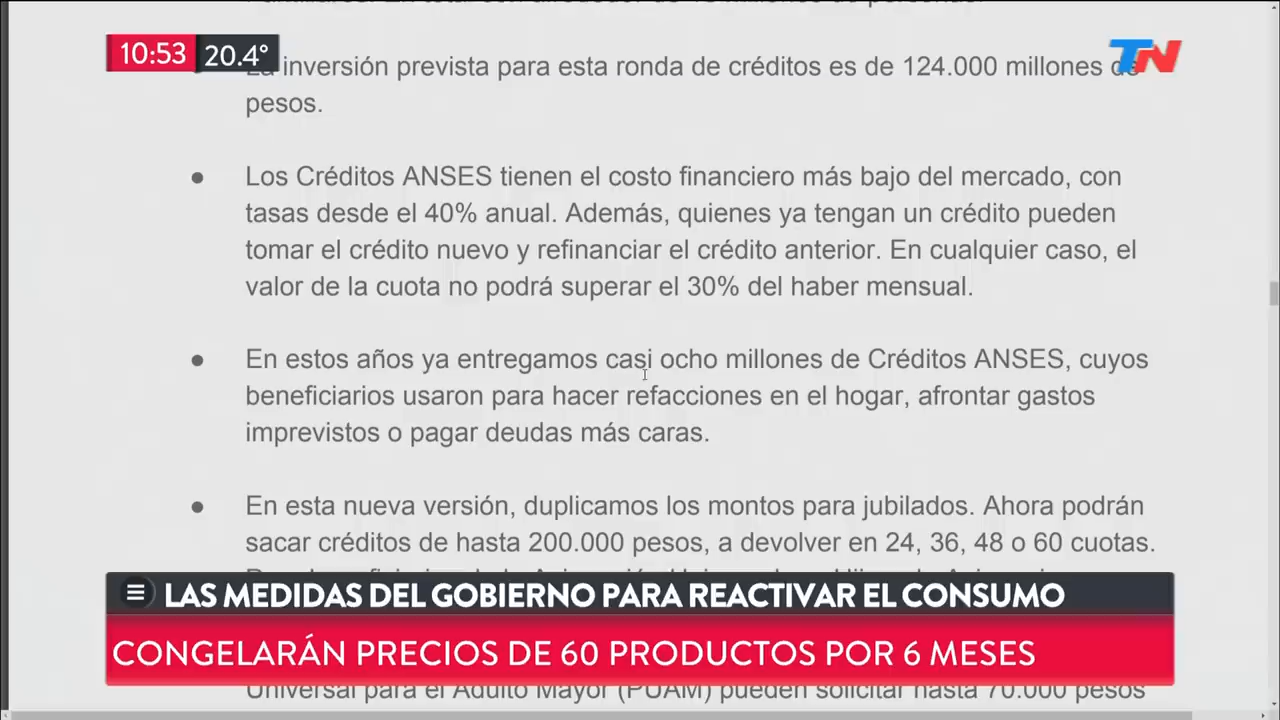 10:53 20.4°
TN
inversión prevista para esta ronda de créditos es de 124.000 millones de
pesos.
● Los Créditos ANSES tienen el costo financiero más bajo del mercado, con
tasas desde el 40% anual. Además, quienes ya tengan un crédito pueden
tomar el crédito nuevo y refinanciar el crédito anterior. En cualquier caso, el
valor de la cuota no podrá superar el 30% del haber mensual.
● En estos años ya entregamos casi ocho millones de Créditos ANSES, cuyos
beneficiarios usaron para hacer refacciones en el hogar, afrontar gastos
imprevistos o pagar deudas más caras.
● En esta nueva versión, duplicamos los montos para jubilados. Ahora podrán
sacar créditos de hasta 200.000 pesos, a devolver en 24, 36, 48 o 60 cuotas.
LAS MEDIDAS DEL GOBIERNO PARA REACTIVAR EL CONSUMO
CONGELARÁN PRECIOS DE 60 PRODUCTOS POR 6 MESES
Universal para el Adulto Mayor (PUAM) pueden solicitar hasta 70.000 pesos